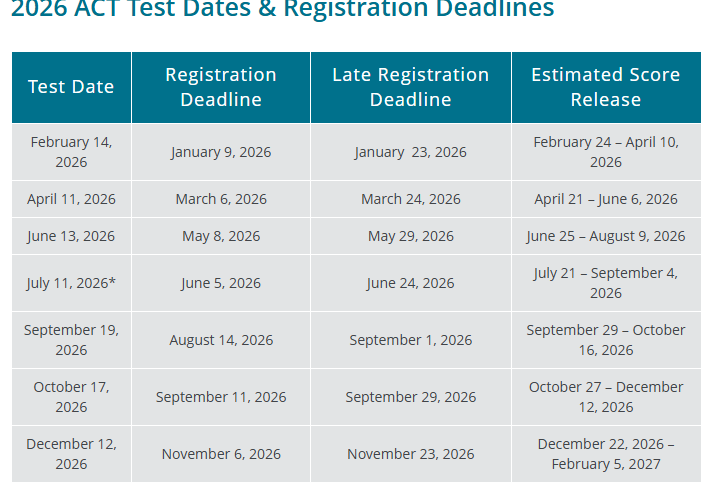 2026 ACT Test Dates & Registration Deadlines
Test Date
Registration
Deadline
Late Registration
Deadline
Estimated Score
Release
February 14,
2026
January 9, 2026
January  23, 2026
February 24 – April 10,
2026
April 11, 2026
March 6, 2026
March 24, 2026
April 21 – June 6, 2026
June 13, 2026
May 8, 2026
May 29, 2026
June 25 – August 9, 2026
July 11, 2026*
June 5, 2026
June 24, 2026
July 21 – September 4,
2026
September 19,
2026
August 14, 2026
September 1, 2026
September 29 – October
16, 2026
October 17,
2026
September 11, 2026
September 29, 2026
October 27 – December
12, 2026
December 12,
2026
November 6, 2026
November 23, 2026
December 22, 2026 –
February 5, 2027